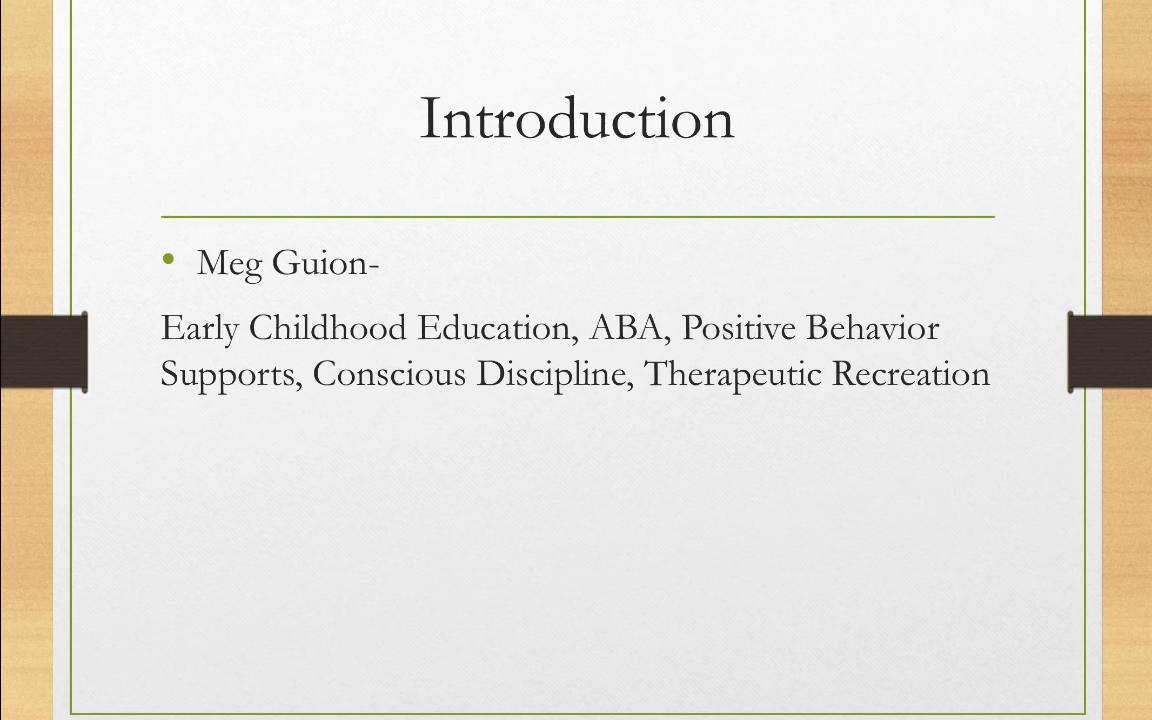 Introduction
• Meg Guion-
Early Childhood Education, ABA, Positive Behavior
Supports, Conscious Discipline, Therapeutic Recreation